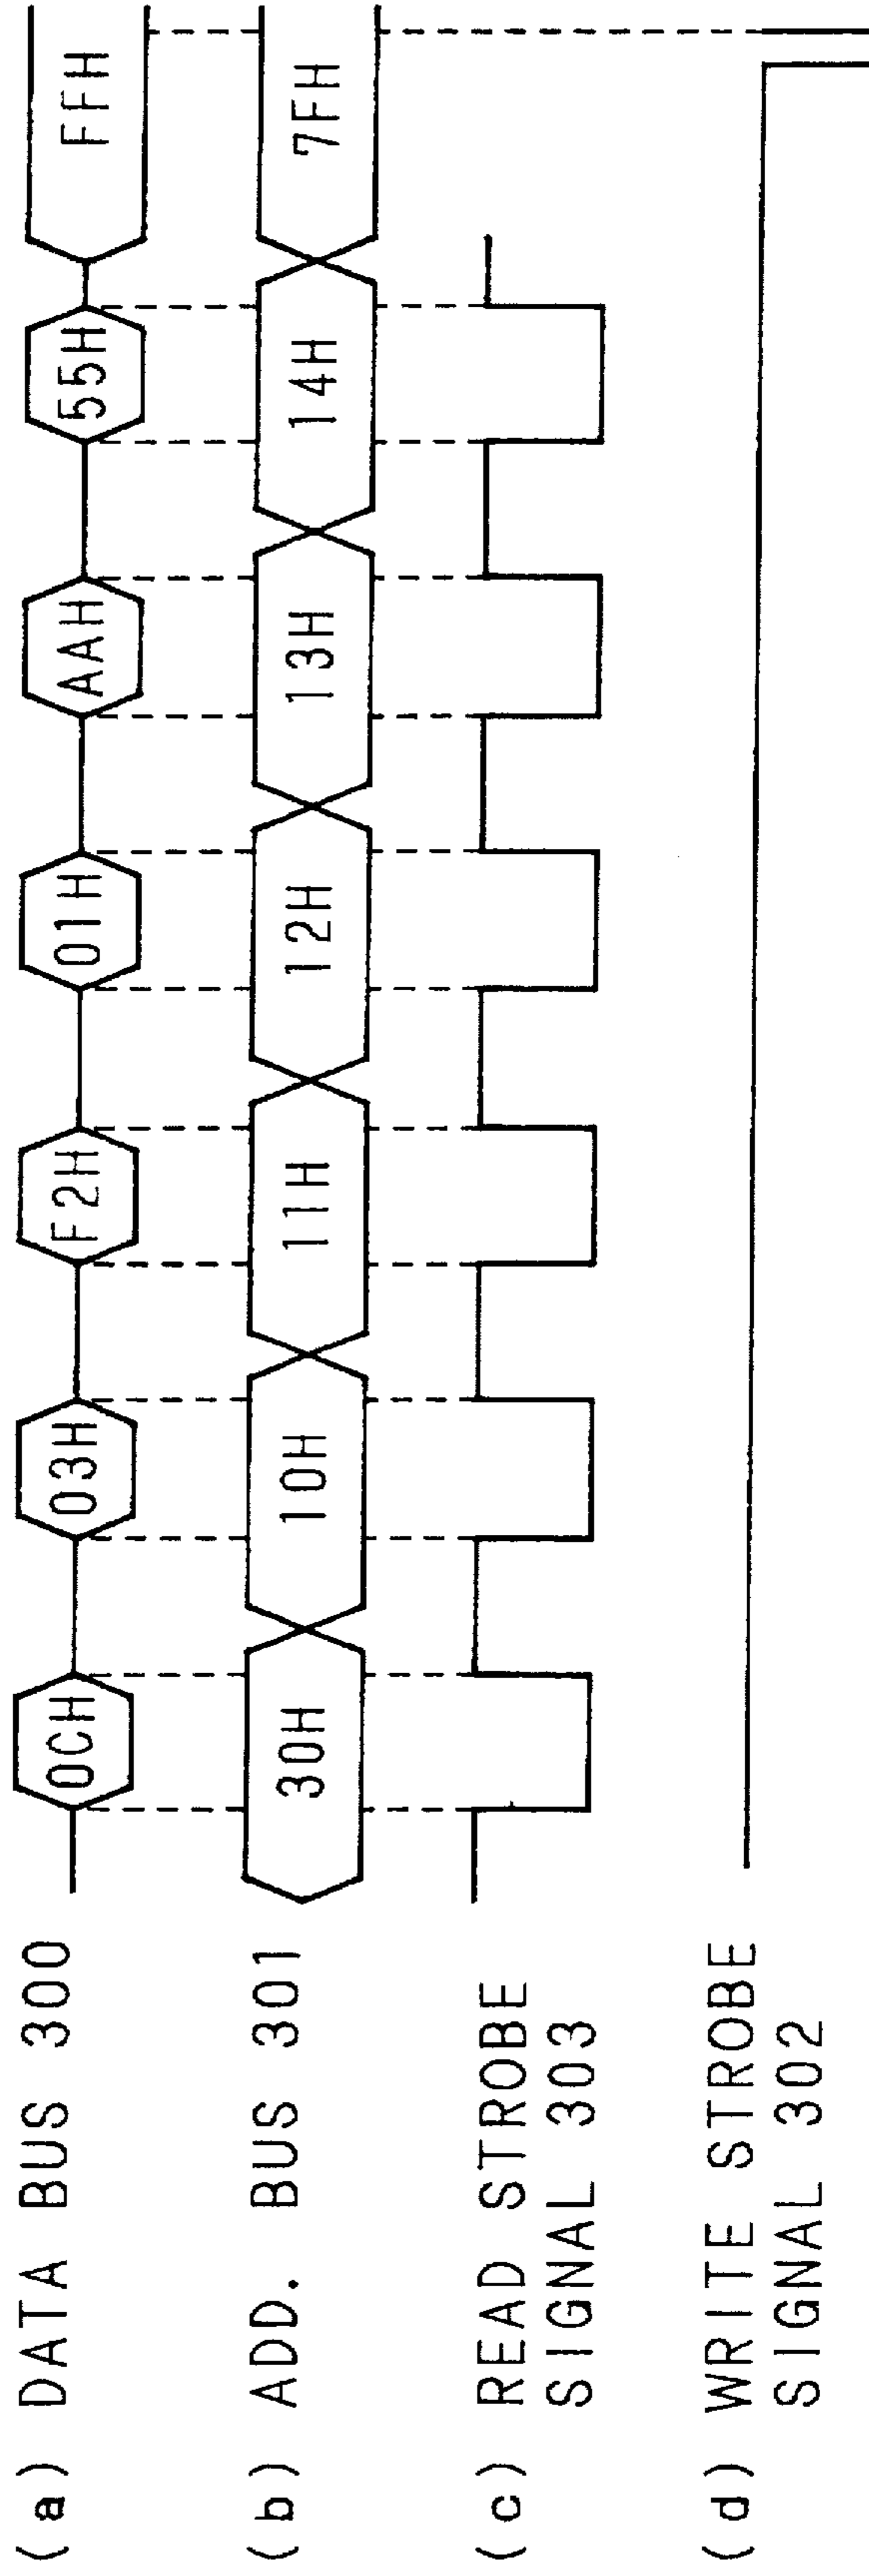 (a) DATA BUS 300
0CH 03H F2H 01H AAH 55H FFH
(b) ADD. BUS 301
30H 10H 11H 12H 13H 14H 7FH
(c) READ STROBE
SIGNAL 303
(d) WRITE STROBE
SIGNAL 302